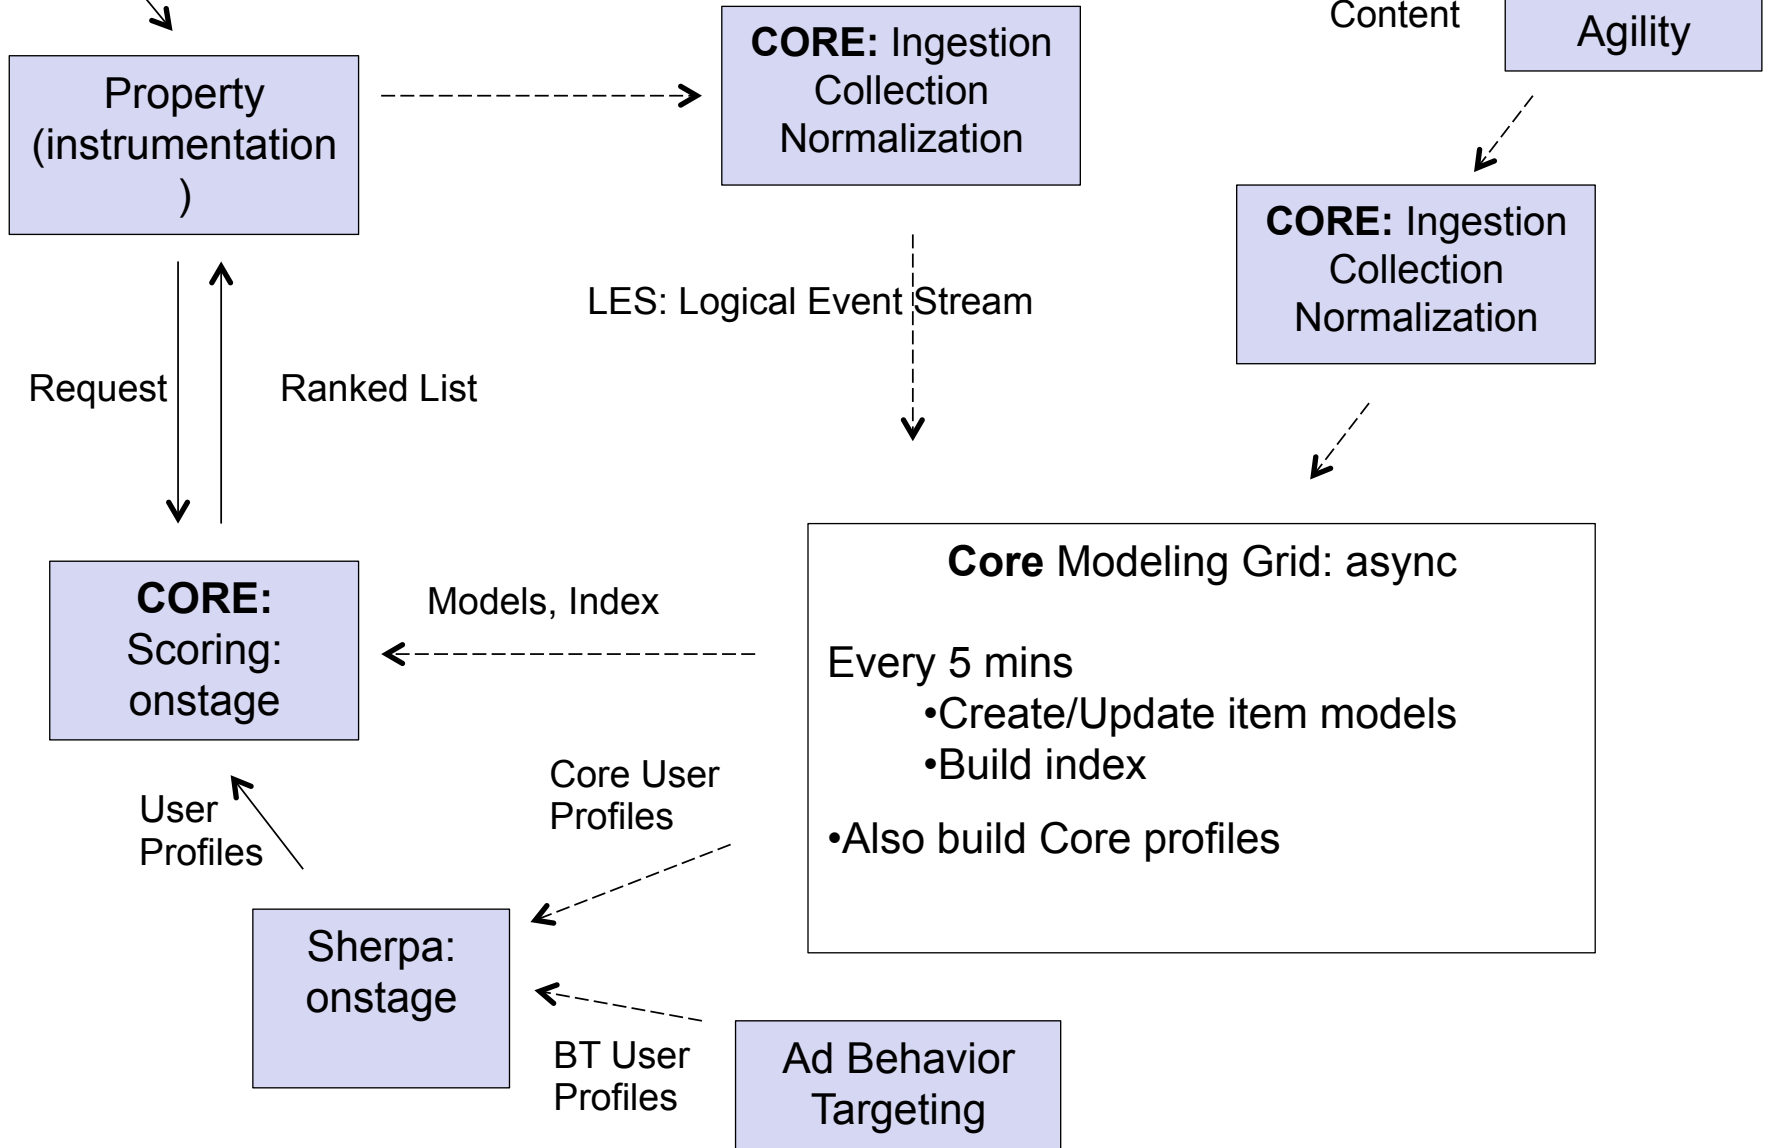 Content
Agility
CORE: Ingestion
Collection
Normalization
Property
(instrumentation
)
CORE: Ingestion
Collection
Normalization
LES: Logical Event Stream
Request
Ranked List
Core Modeling Grid: async
CORE:
Scoring:
onstage
Models, Index
Every 5 mins
•Create/Update item models
•Build index
•Also build Core profiles
Core User
Profiles
User
Profiles
Sherpa:
onstage
BT User
Profiles
Ad Behavior
Targeting